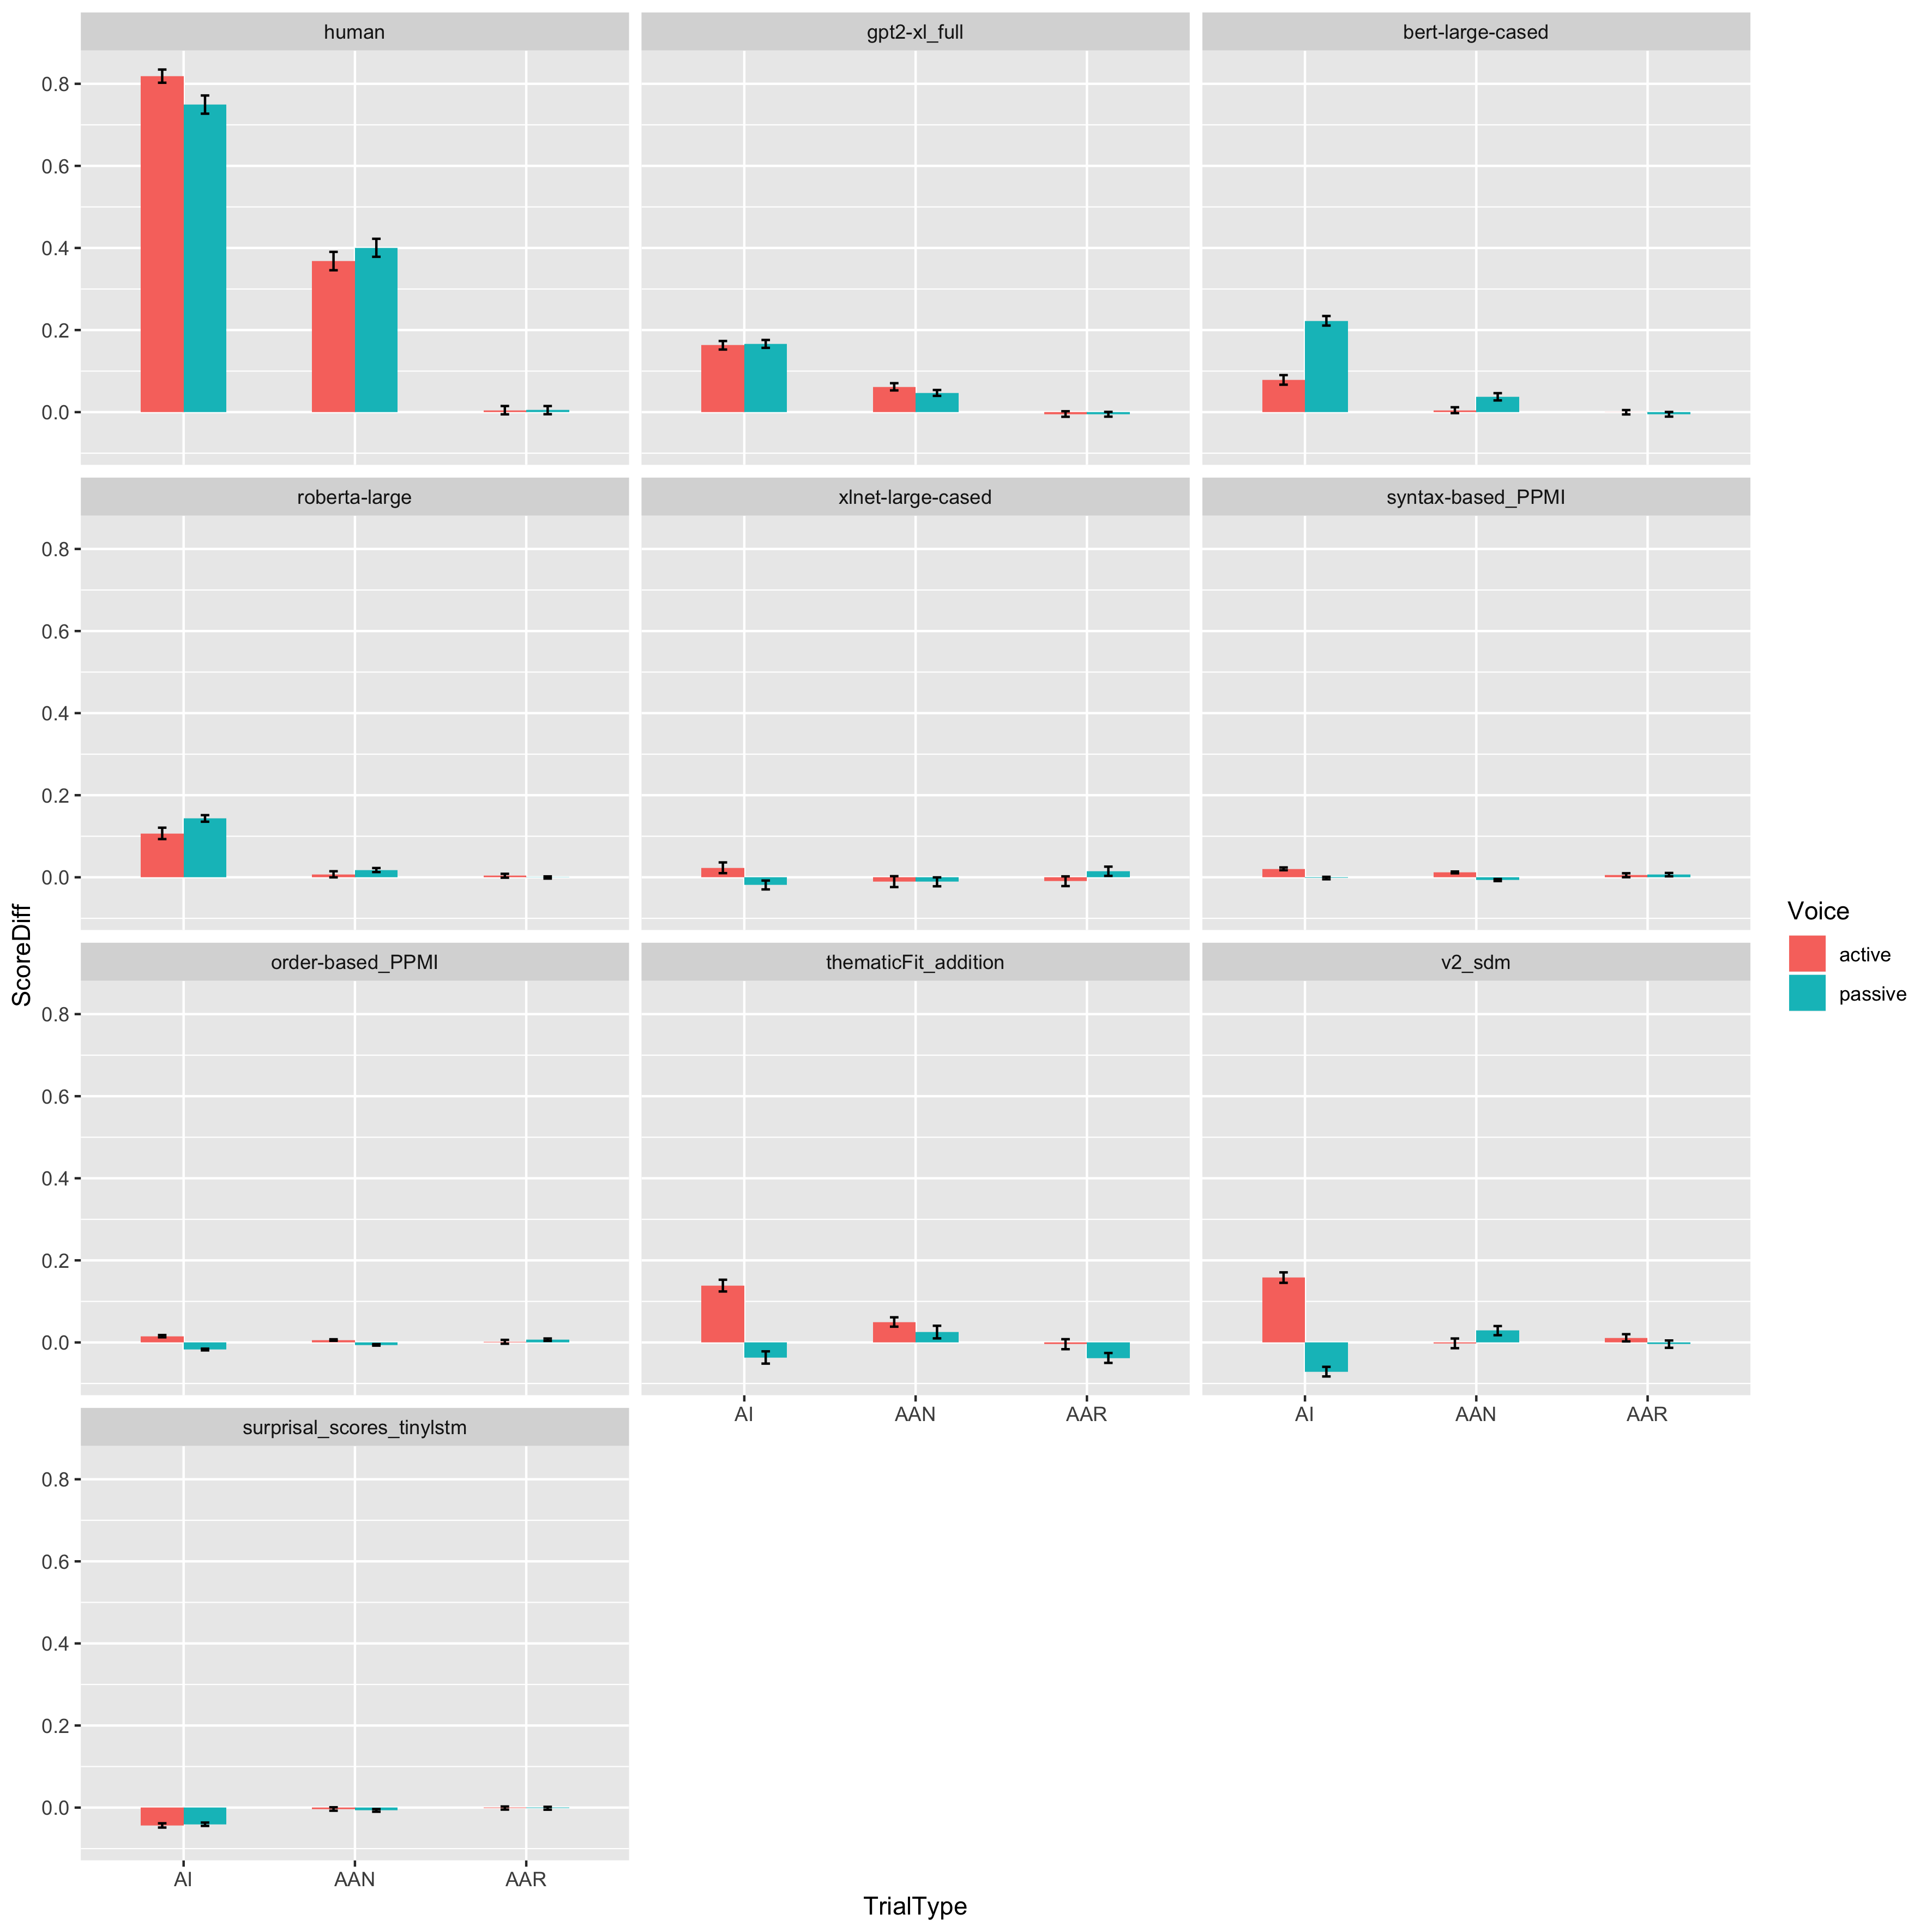 human
gpt2-xl_full
bert-large-cased
0.8
0.6
0.4
0.2
0.0
roberta-large
xlnet-large-cased
syntax-based_PPMI
0.8
0.6
0.4
0.2
0.0
order-based_PPMI
thematicFit_addition
v2_sdm
0.8
0.6
0.4
0.2
0.0
AI
AAN
AAR
AI
AAN
AAR
surprisal_scores_tinylstm
0.8
0.6
0.4
0.2
0.0
AI
AAN
AAR
TrialType
ScoreDiff
Voice
active
passive